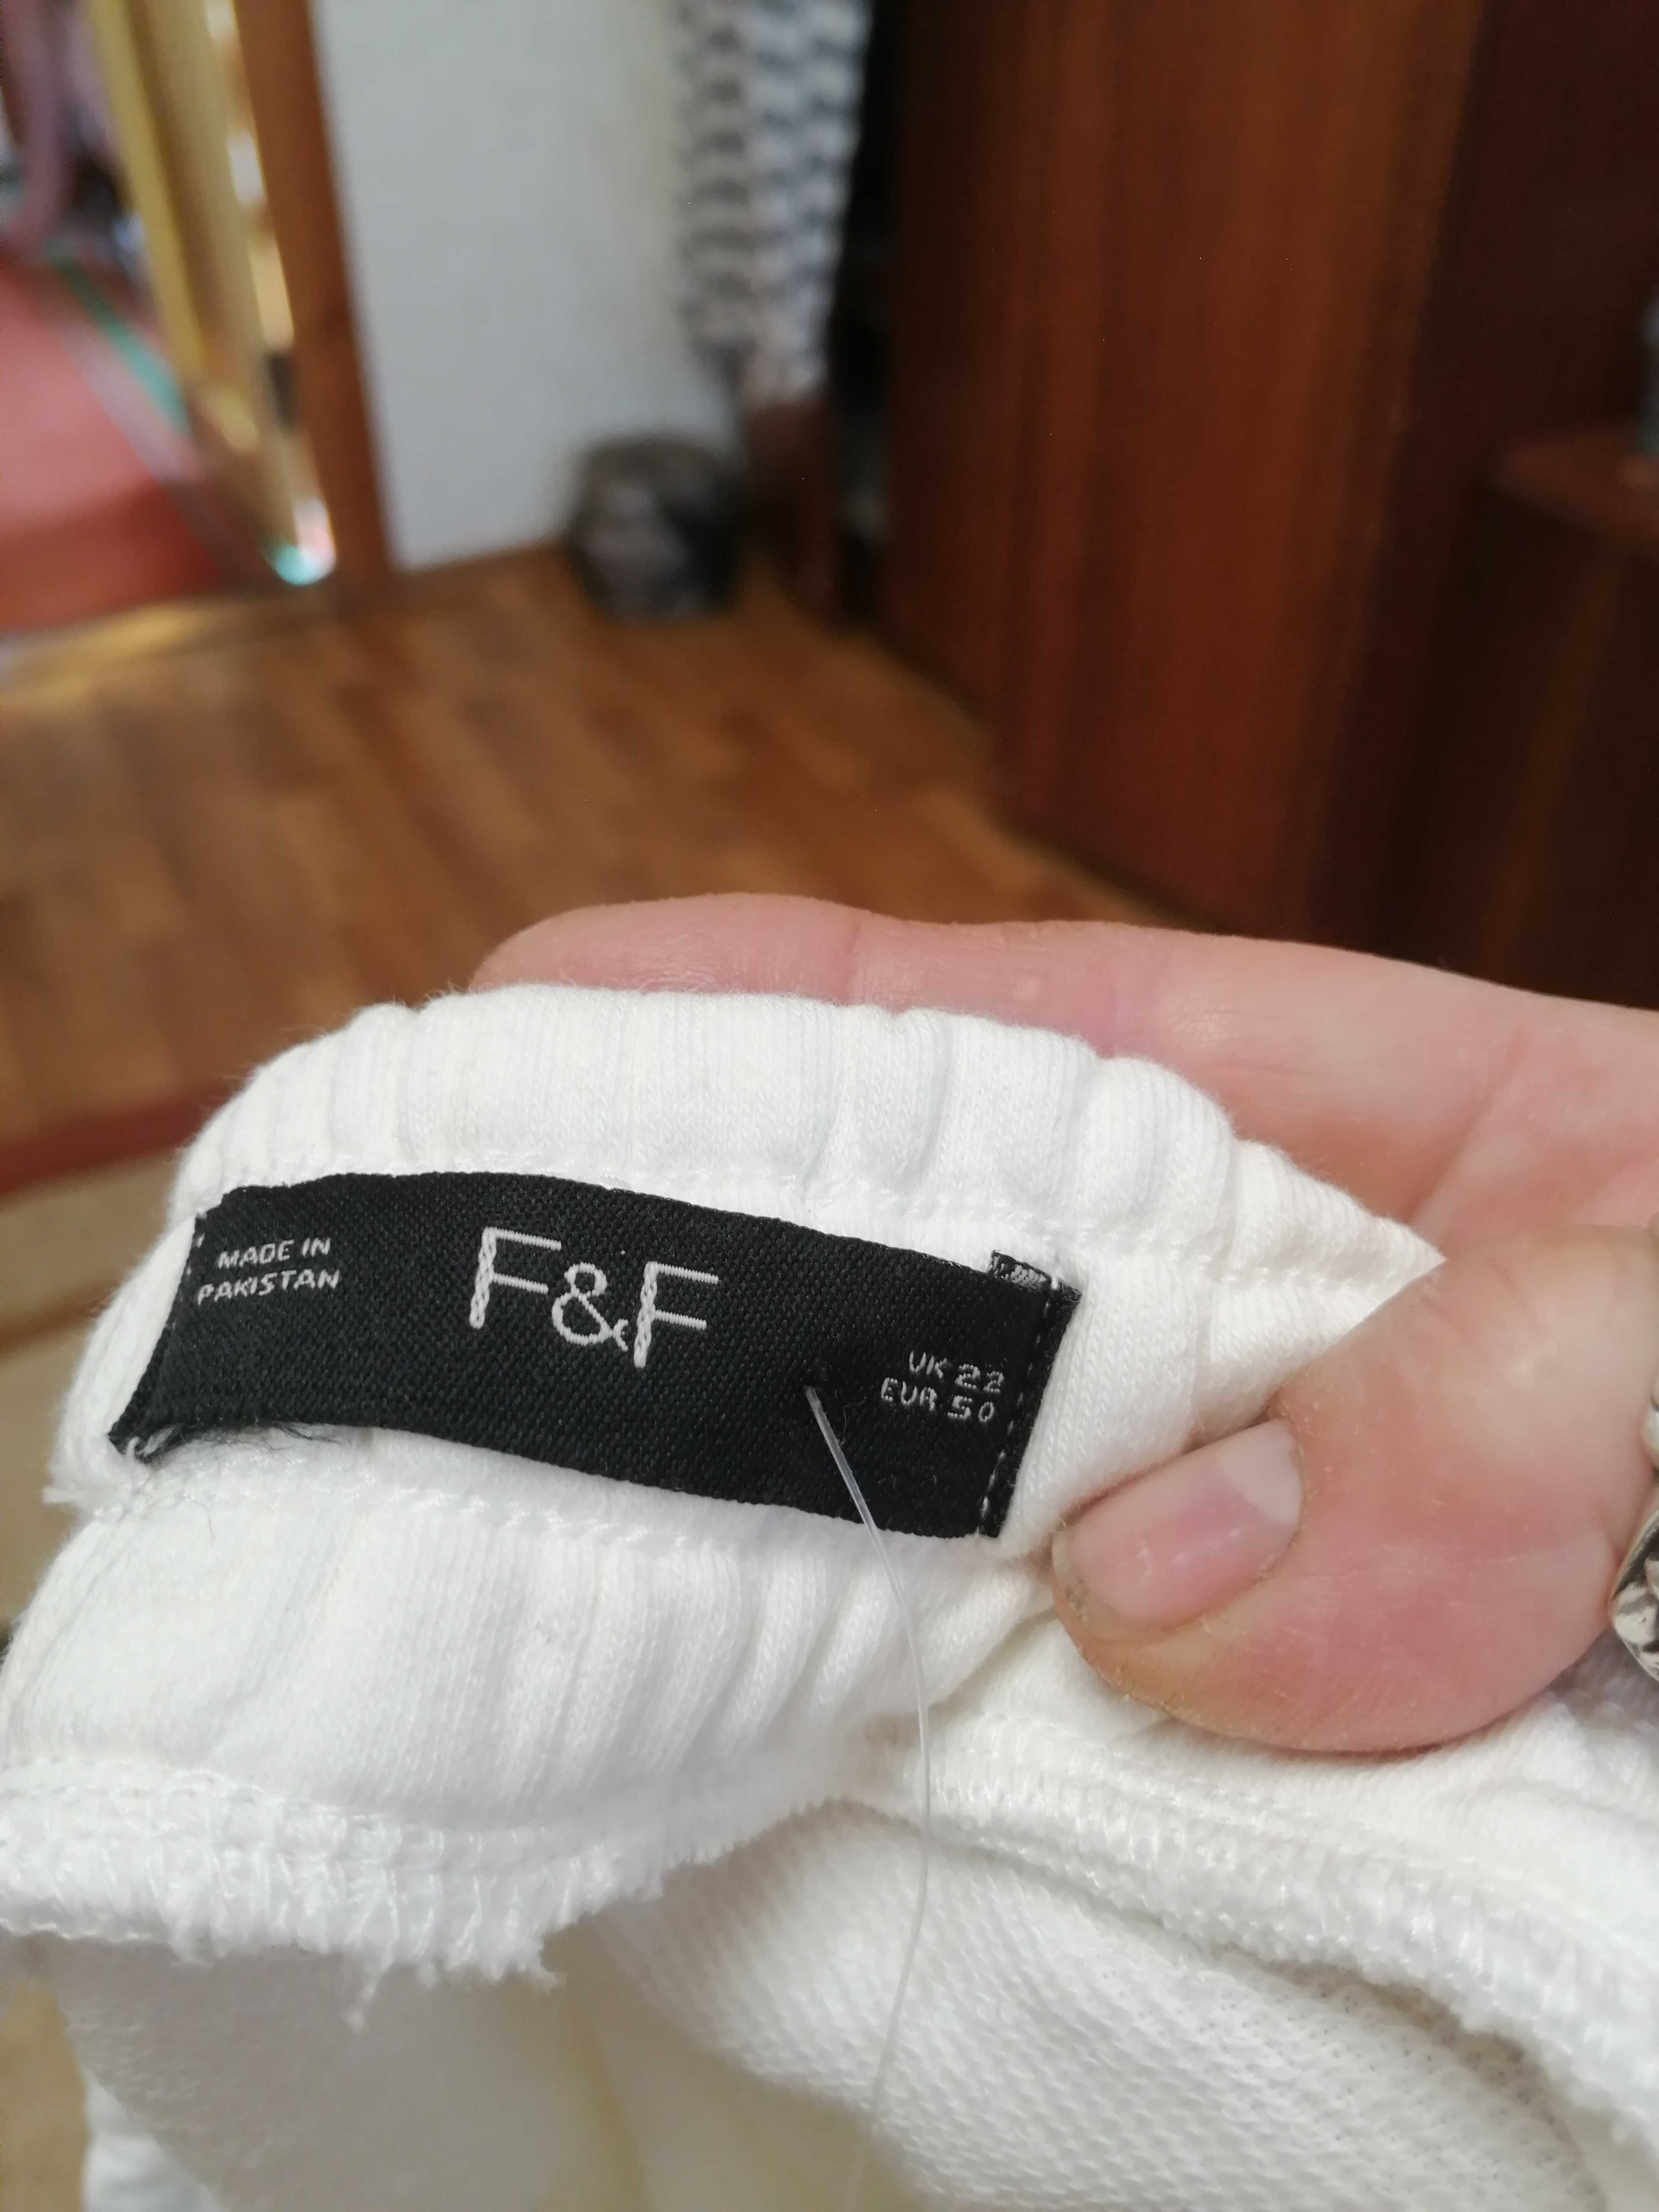 MADE IN
PAKISTAN
F&F
UK 22
EUR 50